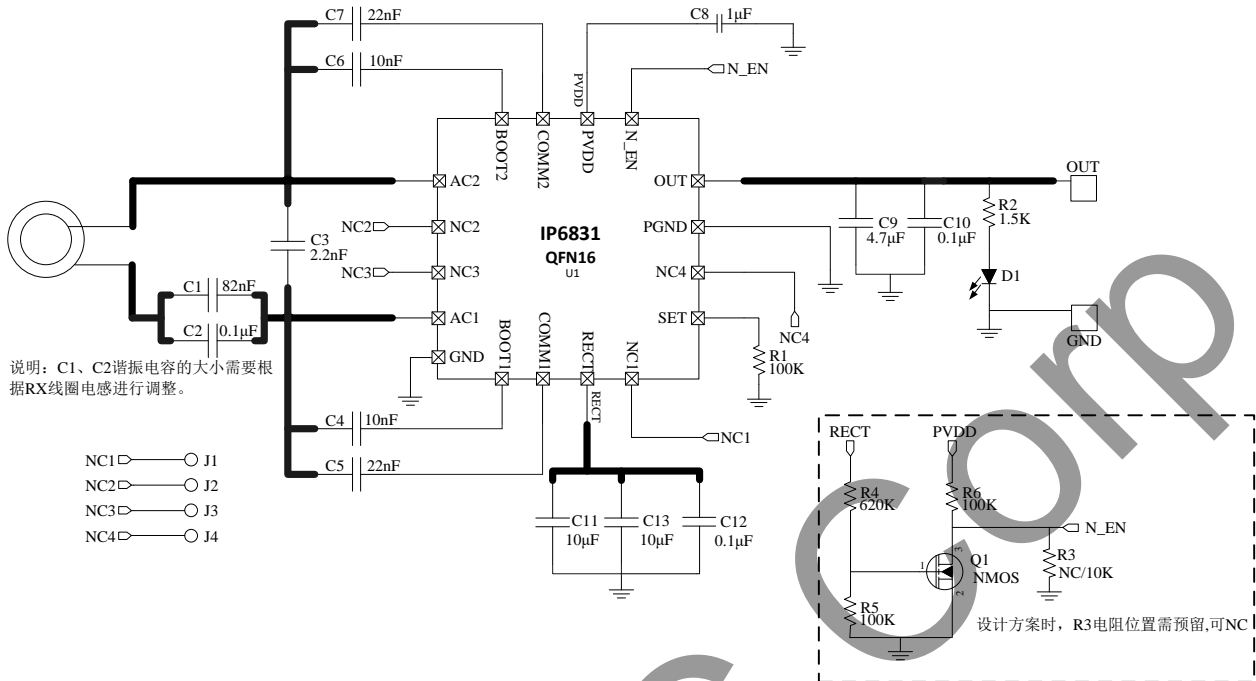 C7 22nF
C8 1μF
C6 10nF
N_EN
PVDD
BOOT2
COMM2
PVDD
N_EN
AC2
OUT
OUT
R2
1.5K
NC2
NC2
IP6831
QFN16
U1
PGND
C9
4.7μF
C10
0.1μF
C3
2.2nF
NC3
NC3
NC4
D1
C1 82nF
C2 0.1μF
AC1
SET
NC4
GND
GND
R1
100K
说明：C1、C2谐振电容的大小需要根
据RX线圈电感进行调整。
BOOT1
COMM1
RECT
NC1
RECT
C4 10nF
C5 22nF
NC1
NC1 J1
NC2 J2
NC3 J3
NC4 J4
C11
10μF
C13
10μF
C12
0.1μF
RECT
PVDD
R4
620K
R6
100K
N_EN
3
1
2
Q1
NMOS
R3
NC/10K
R5
100K
设计方案时，R3电阻位置需预留,可NC
Corp